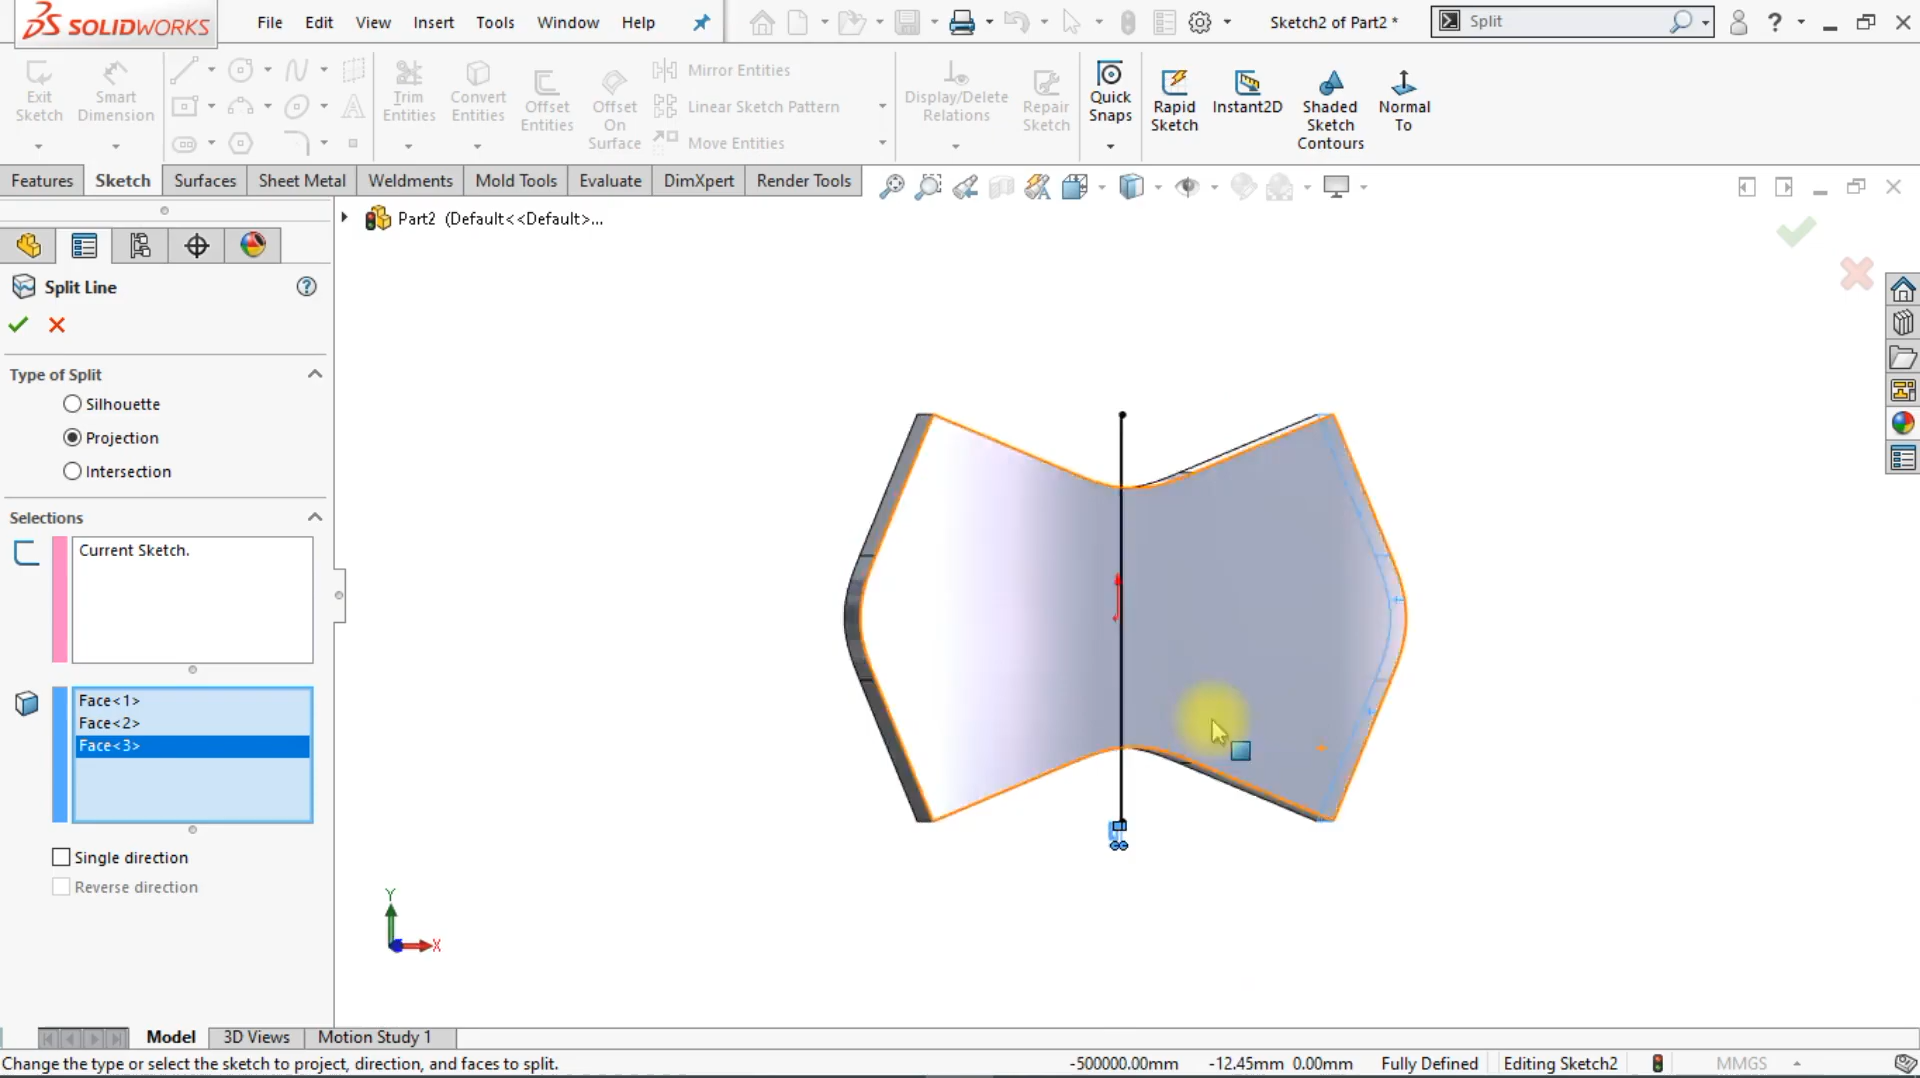 SOLIDWORKS
File Edit View Insert Tools Window Help
Sketch2 of Part2 *
Split
Exit Sketch
Smart Dimension
Trim Entities
Convert Entities
Offset Entities
Offset On Surface
Mirror Entities
Linear Sketch Pattern
Move Entities
Display/Delete Relations
Repair Sketch
Quick Snaps
Rapid Sketch
Instant2D
Shaded Sketch Contours
Normal To
Features Sketch Surfaces Sheet Metal Weldments Mold Tools Evaluate DimXpert Render Tools
Part2 (Default<<Default>...
Split Line
Type of Split
Silhouette
Projection
Intersection
Selections
Current Sketch.
Face<1>
Face<2>
Face<3>
Single direction
Reverse direction
Y
X
Model 3D Views Motion Study 1
Change the type or select the sketch to project, direction, and faces to split.
-500000.00mm -12.45mm 0.00mm Fully Defined Editing Sketch2 MMGS